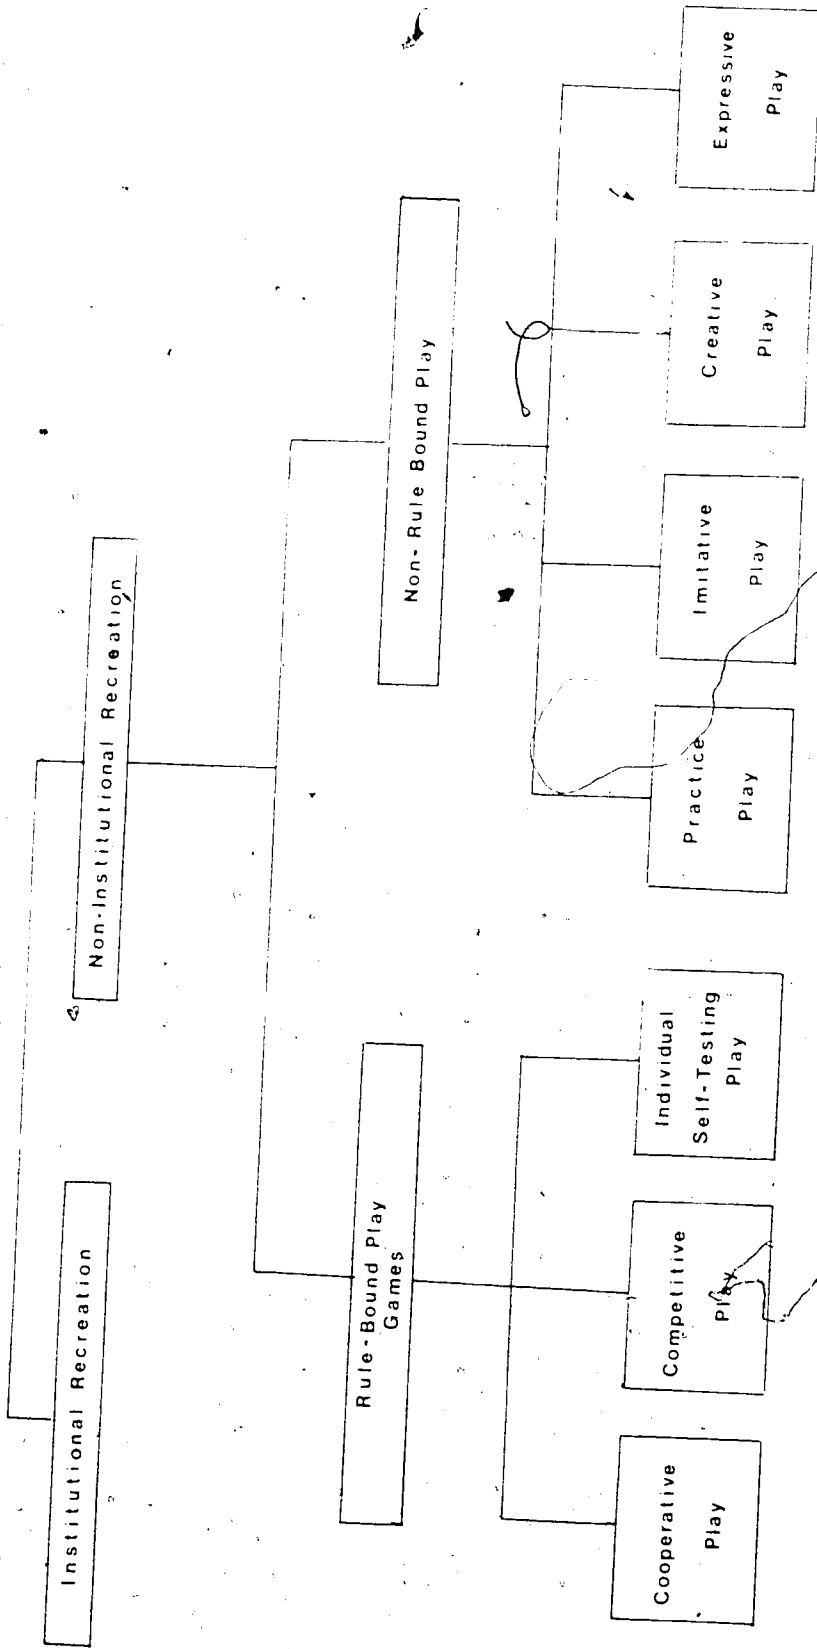 Institutional Recreation
Non-Institutional Recreation
Rule-Bound Play
Games
Non-Rule Bound Play
Cooperative
Play
Competitive
Play
Individual
Self-Testing
Play
Practice
Play
Imitative
Play
Creative
Play
Expressive
Play